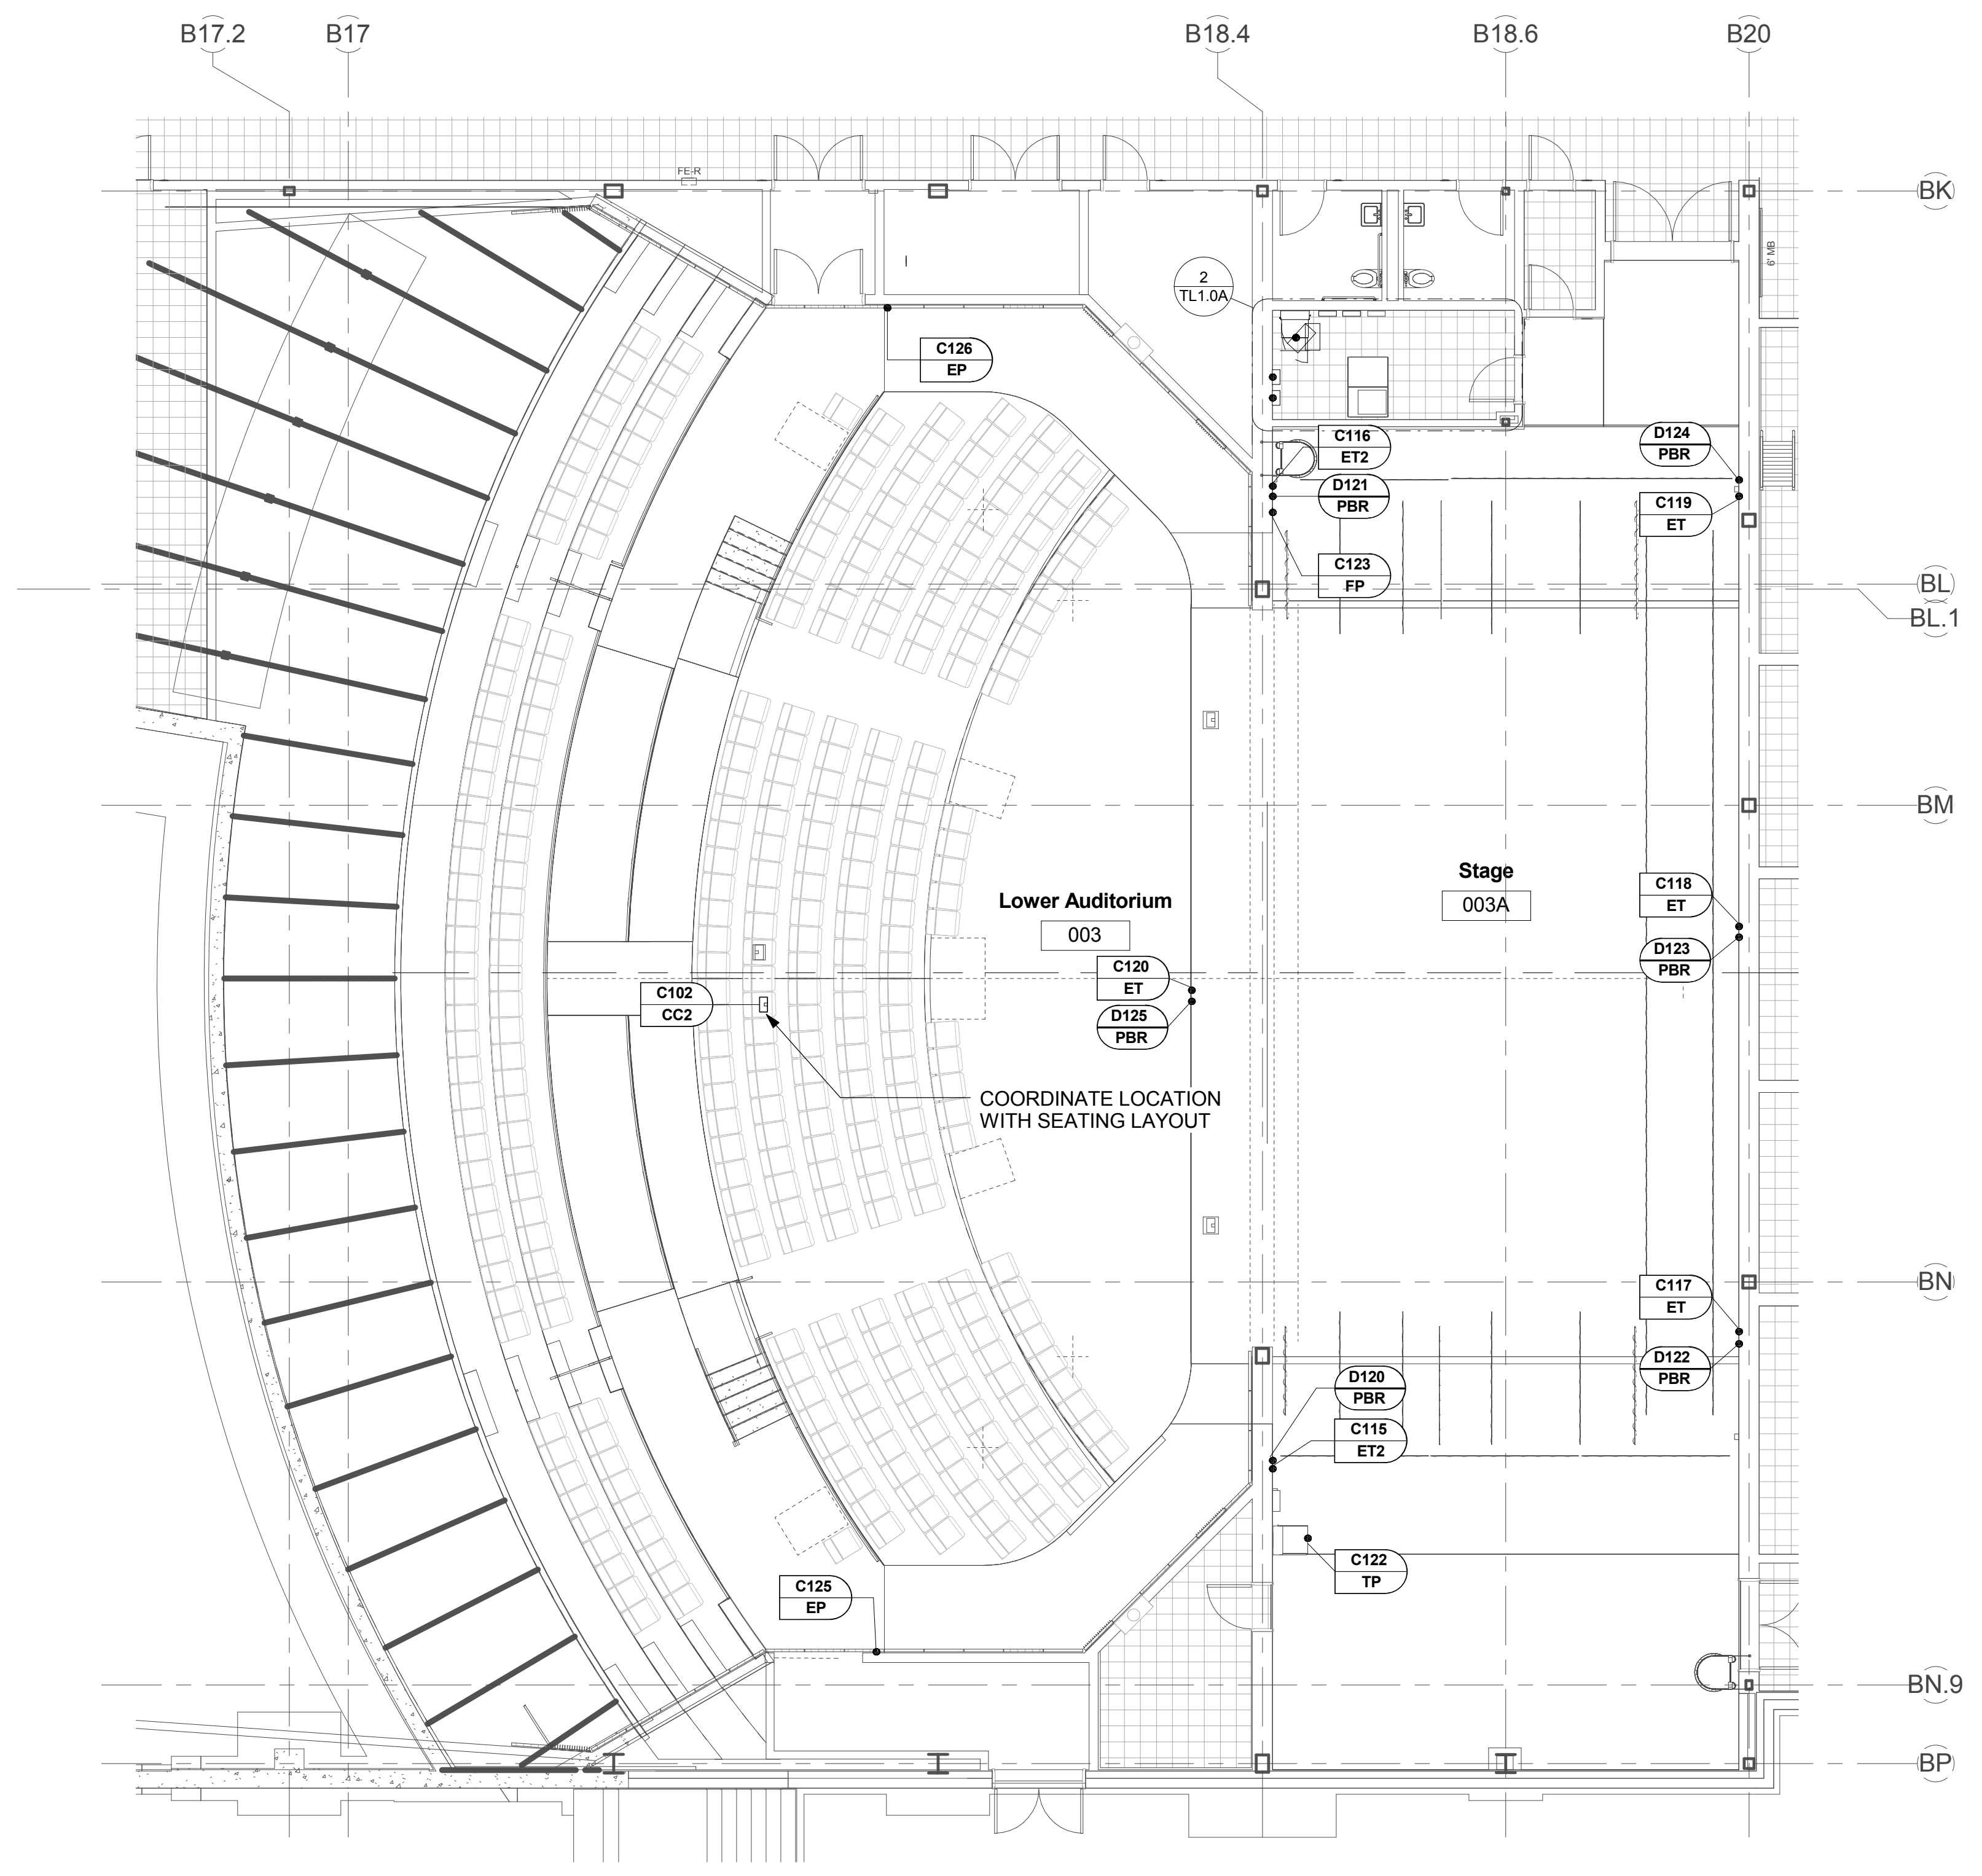 B17.2
B17
B18.4
B18.6
B20
FE-R
BK
6' MB
2
TL1.0A
C126
EP
C116
ET2
D124
PBR
D121
PBR
C119
ET
C123
FP
BL
BL.1
BM
Stage
003A
Lower Auditorium
003
C118
ET
D123
PBR
C120
ET
D125
PBR
C102
CC2
COORDINATE LOCATION
WITH SEATING LAYOUT
BN
C117
ET
D122
PBR
D120
PBR
C115
ET2
C122
TP
C125
EP
BN.9
BP